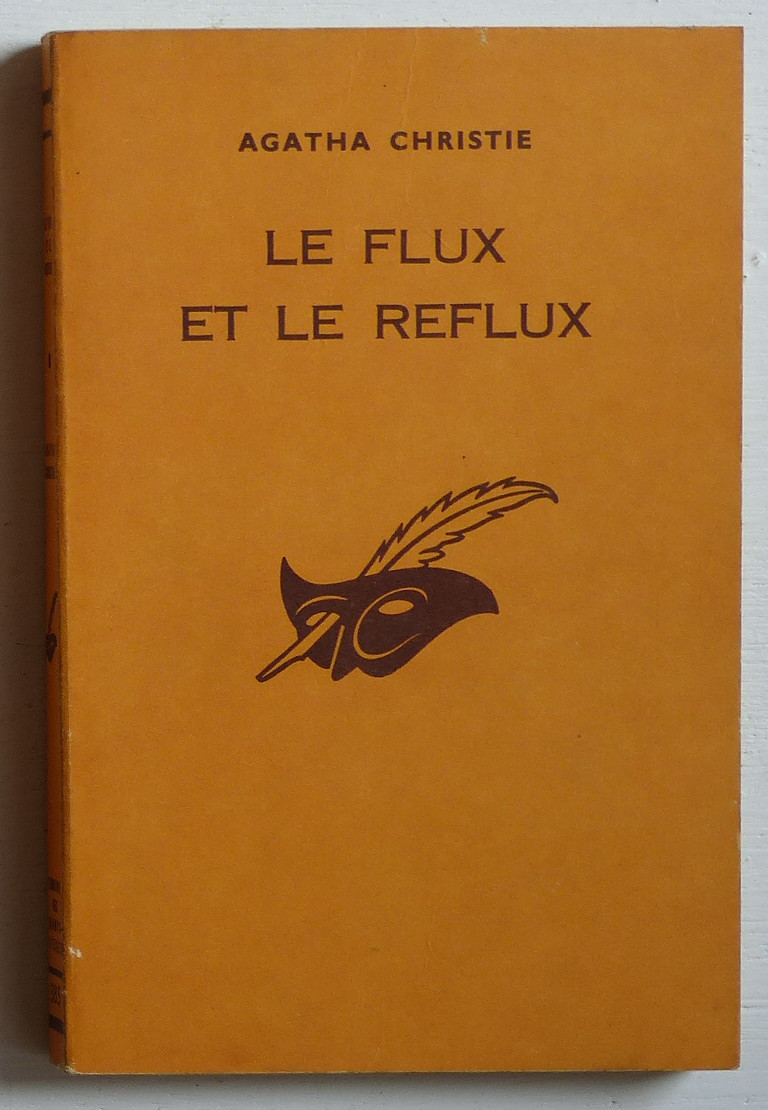 AGATHA CHRISTIE
LE FLUX
ET LE REFLUX